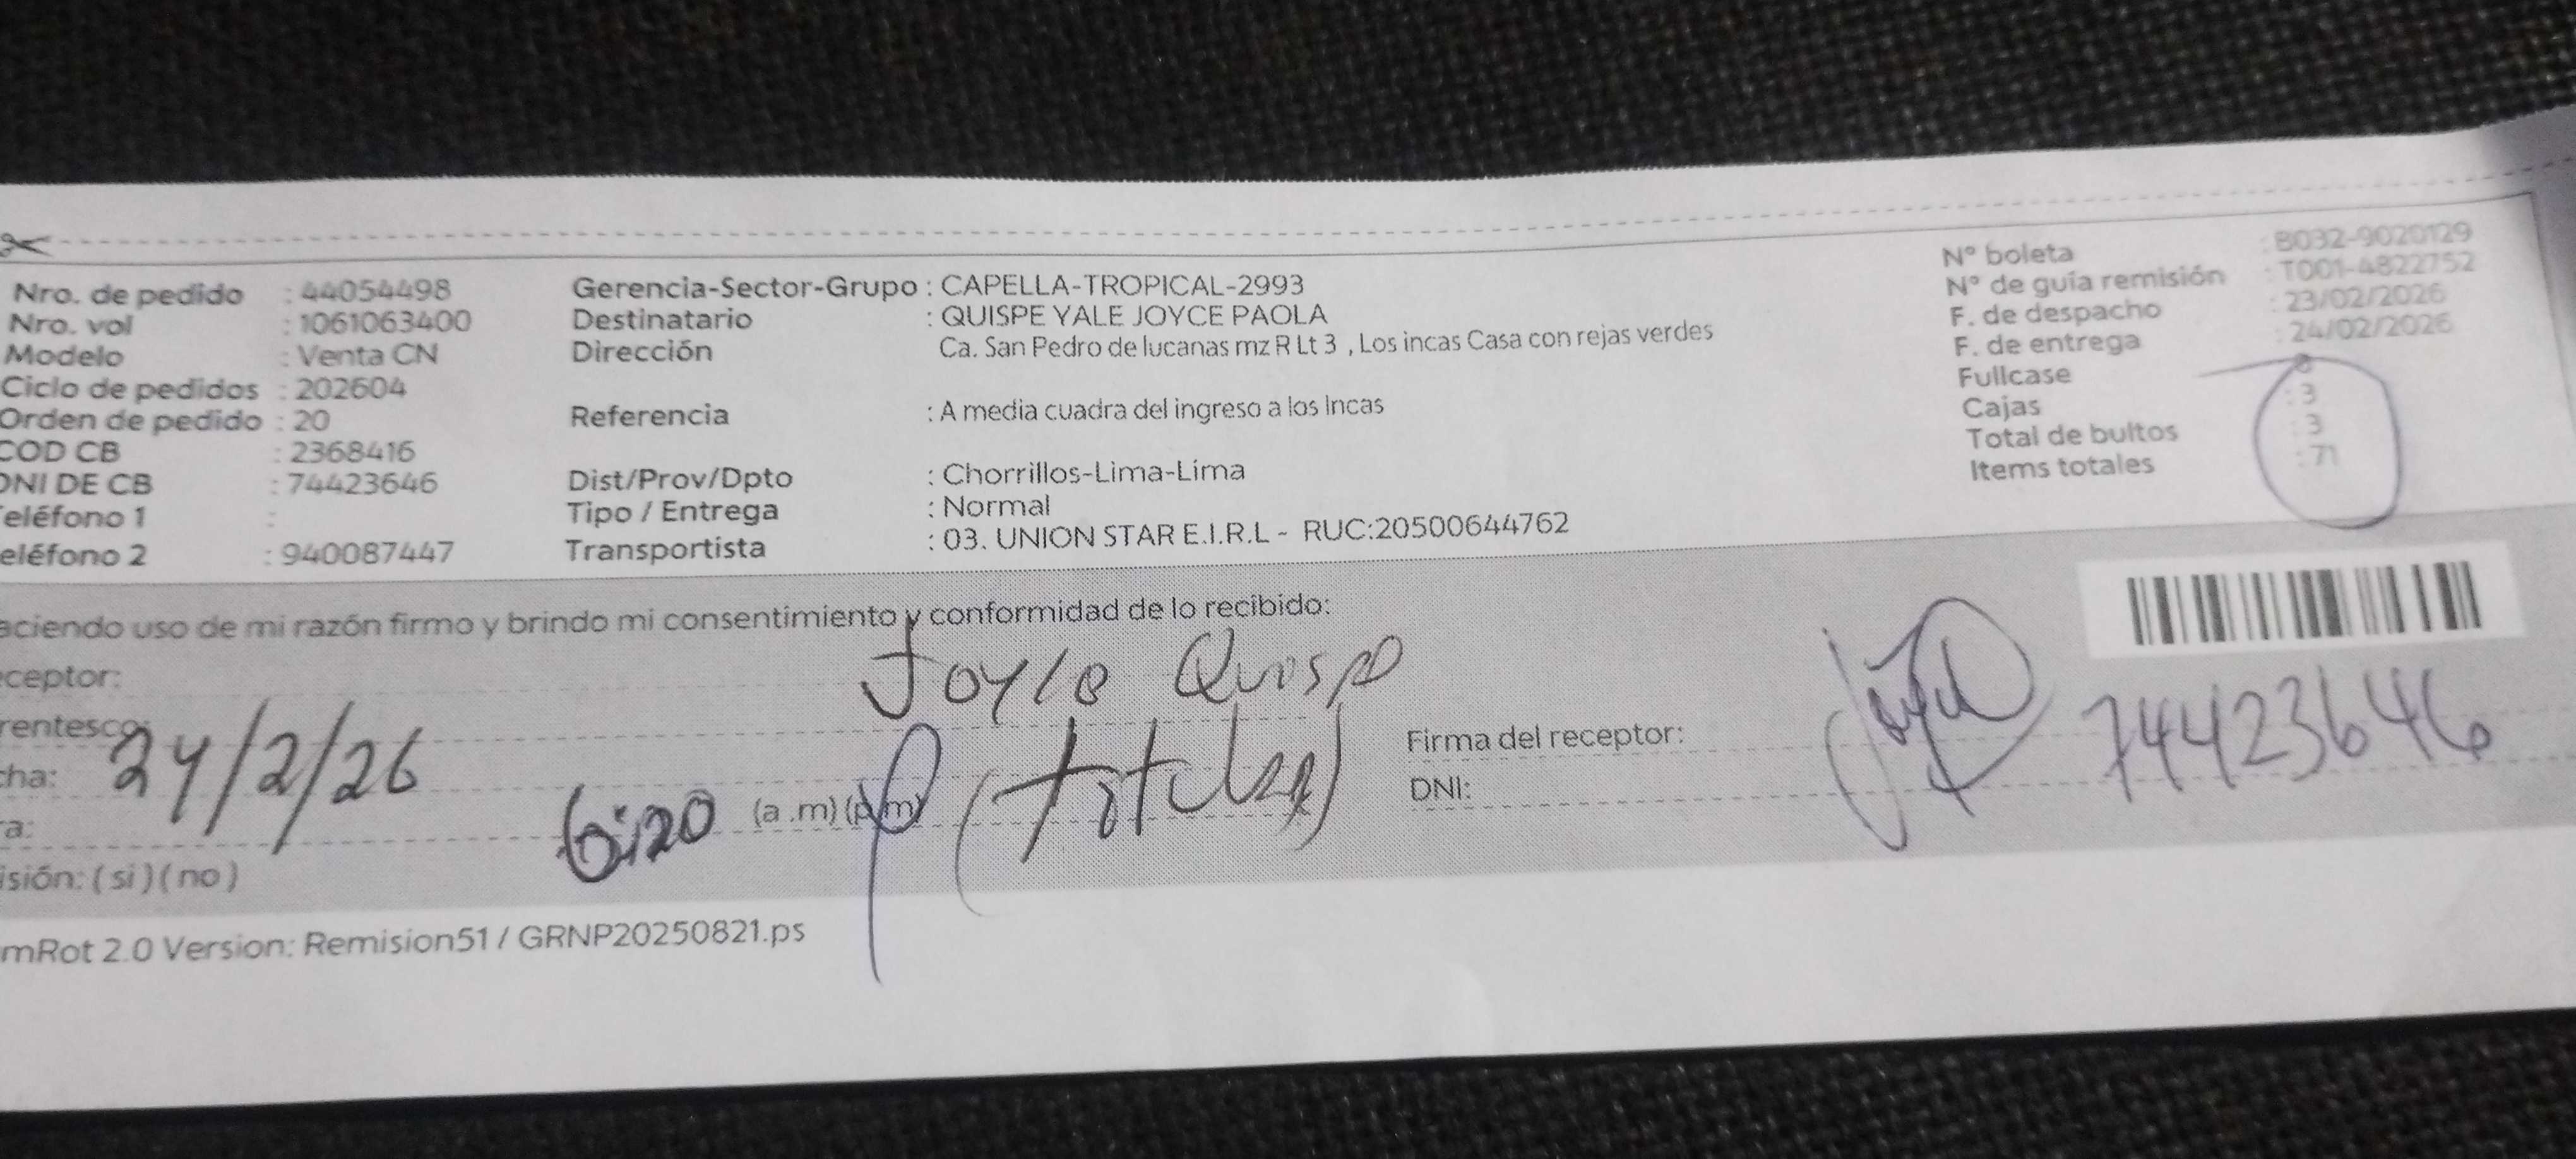 Nro. de pedido : 44054498
Nro. vol : 1061063400
Modelo : Venta CN
Ciclo de pedidos : 202604
Orden de pedido : 20
COD CB : 2368416
DNI DE CB : 74423646
Teléfono 1 :
eléfono 2 : 940087447
Gerencia-Sector-Grupo : CAPELLA-TROPICAL-2993
Destinatario : QUISPE YALE JOYCE PAOLA
Dirección Ca. San Pedro de lucanas mz R Lt 3 , Los incas Casa con rejas verdes
Referencia : A media cuadra del ingreso a los Incas
Dist/Prov/Dpto : Chorrillos-Lima-Lima
Tipo / Entrega : Normal
Transportista : 03. UNION STAR E.I.R.L - RUC:20500644762
N° boleta : B032-9020129
N° de guía remisión : T001-4822752
F. de despacho : 23/02/2026
F. de entrega : 24/02/2026
Fullcase
Cajas : 3
Total de bultos : 3
Items totales : 71
aciendo uso de mi razón firmo y brindo mi consentimiento y conformidad de lo recibido:
ceptor: Joyce Quispe
rentesco: (titular)
cha: 24/2/26
ra: 6:20 (a .m) (p.m)
isión: ( si ) ( no )
Firma del receptor:
DNI: 74423646
mRot 2.0 Version: Remision51 / GRNP20250821.ps